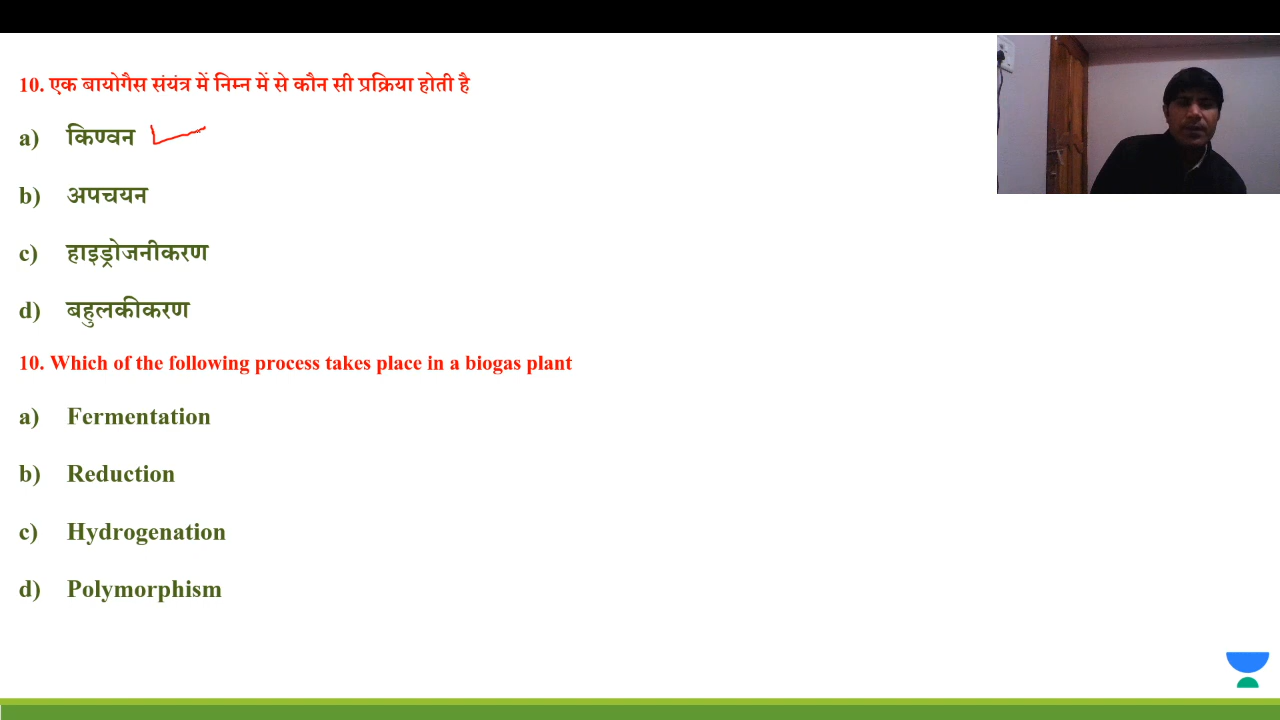 10. एक बायोगैस संयंत्र में निम्न में से कौन सी प्रक्रिया होती है
a) किण्वन
b) अपचयन
c) हाइड्रोजनीकरण
d) बहुलकीकरण
10. Which of the following process takes place in a biogas plant
a) Fermentation
b) Reduction
c) Hydrogenation
d) Polymorphism